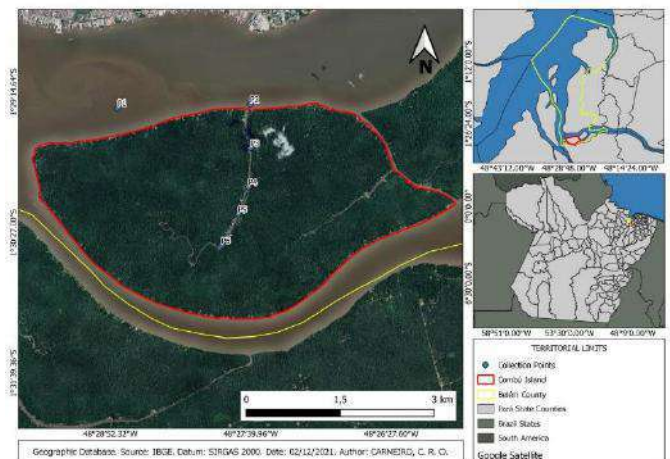 N
P1
P2
P3
P4
P5
P6
1°29'14.64"S
1°30'27.00"S
1°31'39.36"S
0 1,5 3 km
48°28'52.32"W 48°27'39.96"W 48°26'27.60"W
Geographic Database. Source: IBGE. Datum: SIRGAS 2000. Date: 02/12/2021. Author: CARNEIRO, C. R. O.
1°12'0.00"S
1°26'24.00"S
48°43'12.00"W 48°28'48.00"W 48°14'24.00"W
0°0'0.00"S
6°30'0.00"S
58°51'0.00"W 53°30'0.00"W 48°9'0.00"W
TERRITORIAL LIMITS
Collection Points
Combú Island
Belém County
Pará State Counties
Brazil States
South America
Google Satellite